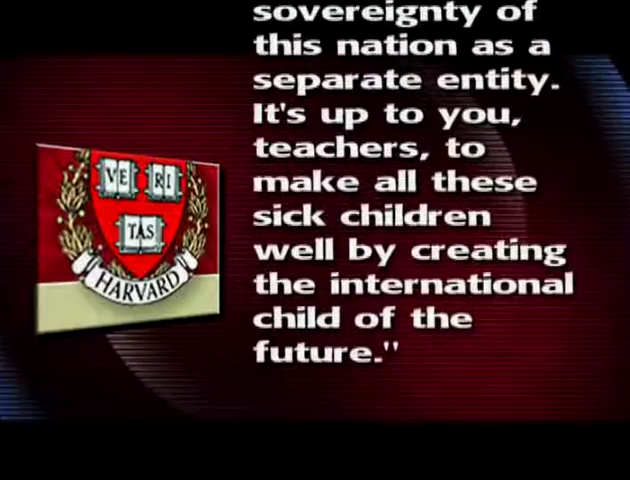 sovereignty of
this nation as a
separate entity.
It's up to you,
teachers, to
make all these
sick children
well by creating
the international
child of the
future."
VE RI
TAS
HARVARD